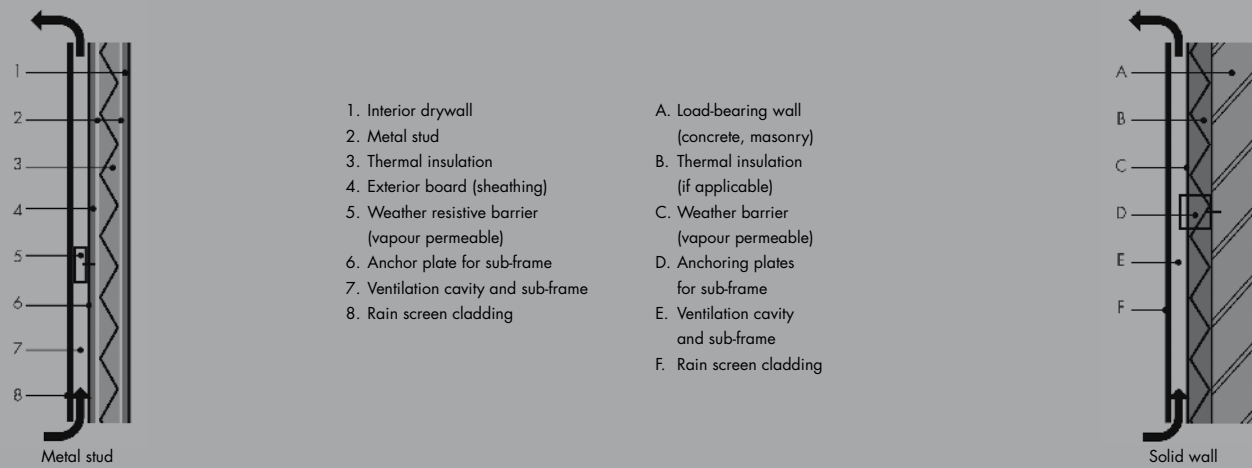 1
2
3
4
5
6
7
8
Metal stud
1. Interior drywall
2. Metal stud
3. Thermal insulation
4. Exterior board (sheathing)
5. Weather resistive barrier
(vapour permeable)
6. Anchor plate for sub-frame
7. Ventilation cavity and sub-frame
8. Rain screen cladding
A. Load-bearing wall
(concrete, masonry)
B. Thermal insulation
(if applicable)
C. Weather barrier
(vapour permeable)
D. Anchoring plates
for sub-frame
E. Ventilation cavity
and sub-frame
F. Rain screen cladding
A
B
C
D
E
F
Solid wall